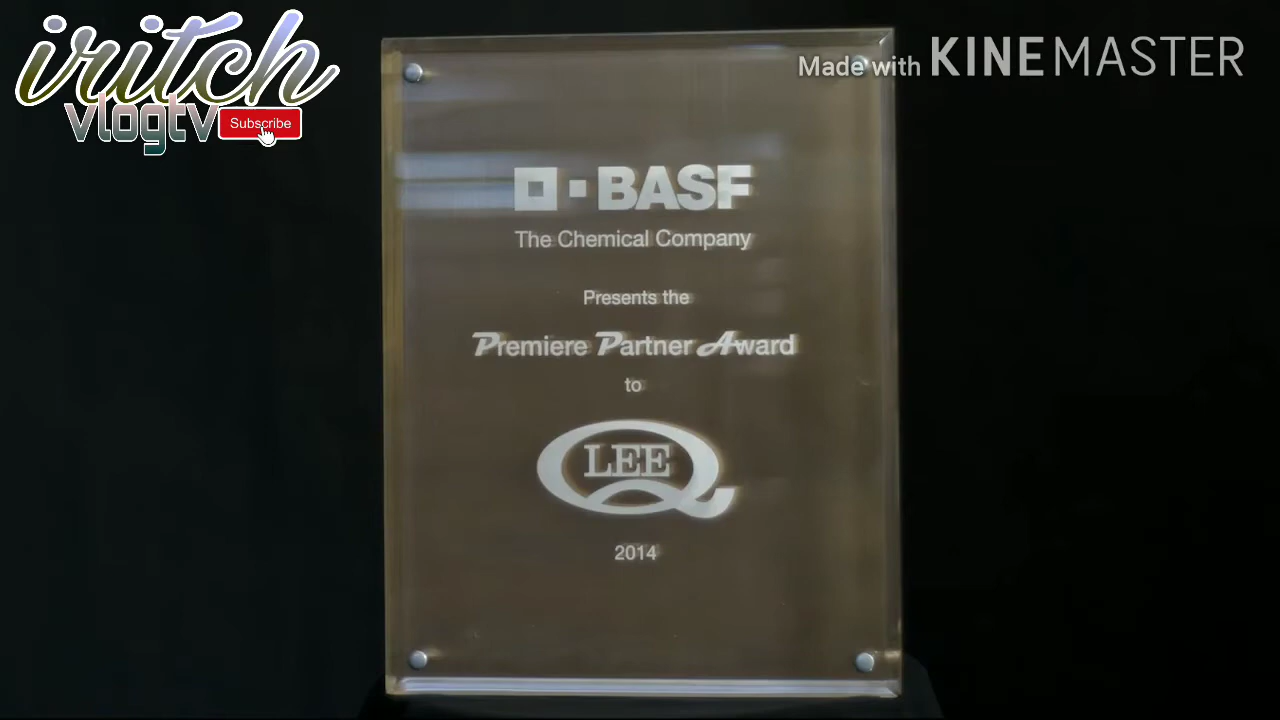 iritch
vlogtv
Subscribe
Made with KINEMASTER
BASF
The Chemical Company
Presents the
Premiere Partner Award
to
LEE
Q
2014